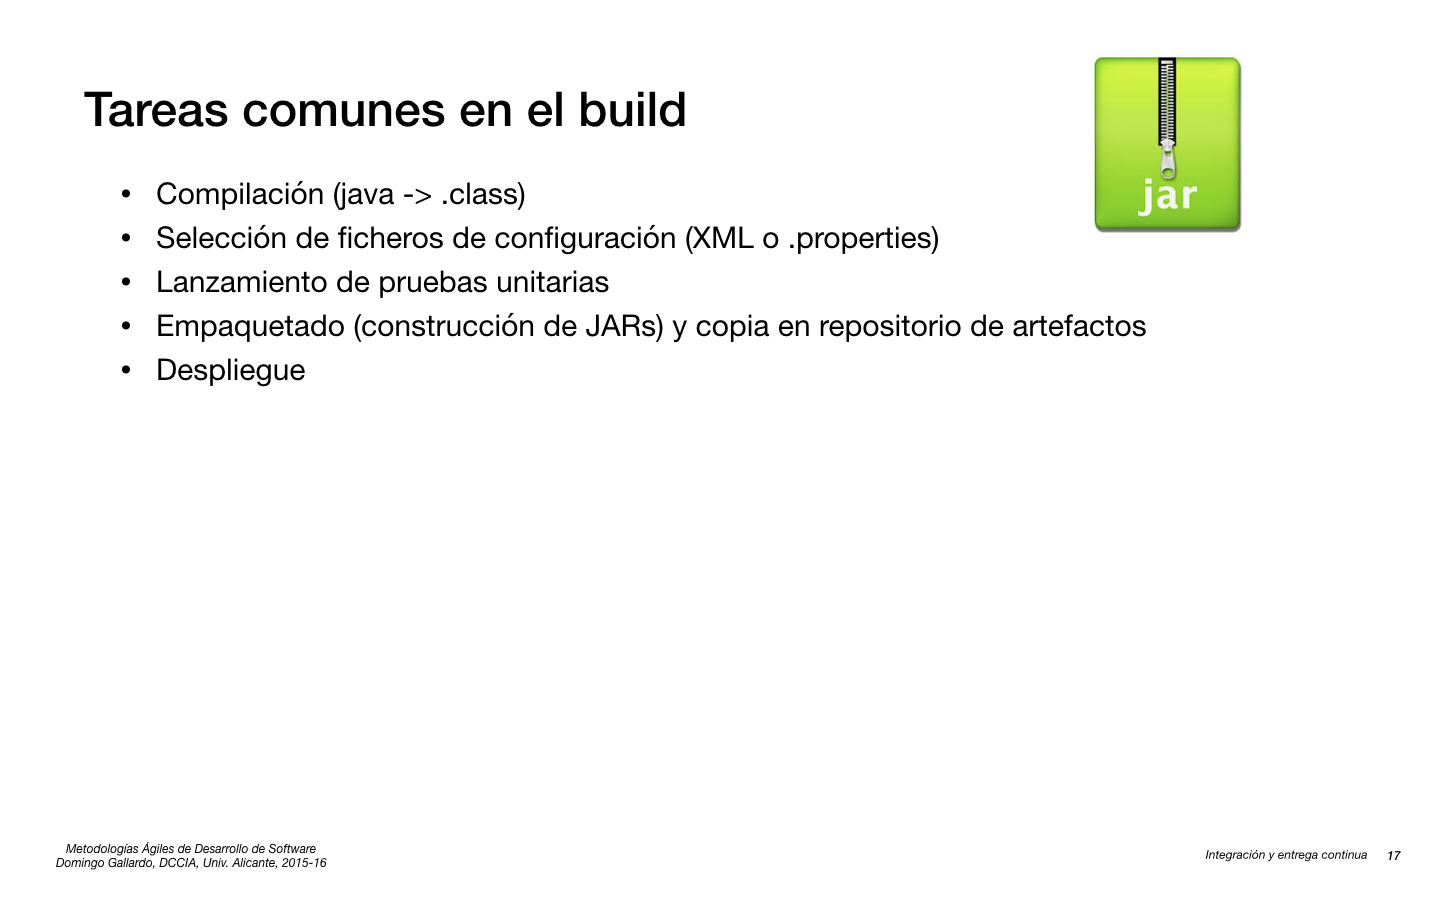 Tareas comunes en el build
jar
• Compilación (java -> .class)
• Selección de ficheros de configuración (XML o .properties)
• Lanzamiento de pruebas unitarias
• Empaquetado (construcción de JARs) y copia en repositorio de artefactos
• Despliegue
Metodologías Ágiles de Desarrollo de Software
Domingo Gallardo, DCCIA, Univ. Alicante, 2015-16
Integración y entrega continua 17